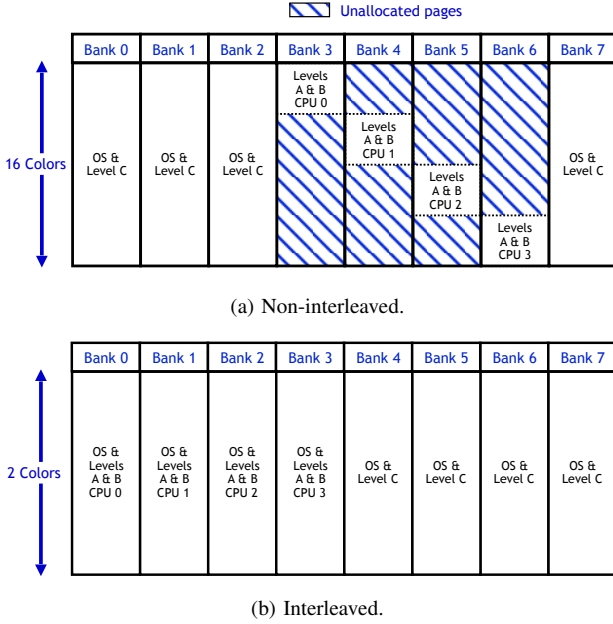 Unallocated pages
Bank 0 Bank 1 Bank 2 Bank 3 Bank 4 Bank 5 Bank 6 Bank 7
16 Colors
OS &
Level C
OS &
Level C
OS &
Level C
Levels
A & B
CPU 0
Levels
A & B
CPU 1
Levels
A & B
CPU 2
Levels
A & B
CPU 3
OS &
Level C
(a) Non-interleaved.
Bank 0 Bank 1 Bank 2 Bank 3 Bank 4 Bank 5 Bank 6 Bank 7
2 Colors
OS &
Levels
A & B
CPU 0
OS &
Levels
A & B
CPU 1
OS &
Levels
A & B
CPU 2
OS &
Levels
A & B
CPU 3
OS &
Level C
OS &
Level C
OS &
Level C
OS &
Level C
(b) Interleaved.